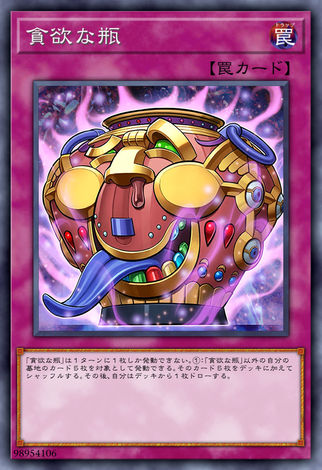 貪欲な瓶
トラップ
罠
【罠カード】
「貪欲な瓶」は１ターンに１枚しか発動できない。①：「貪欲な瓶」以外の自分の
墓地のカード５枚を対象として発動できる。そのカード５枚をデッキに加えて
シャッフルする。その後、自分はデッキから１枚ドローする。
98954106